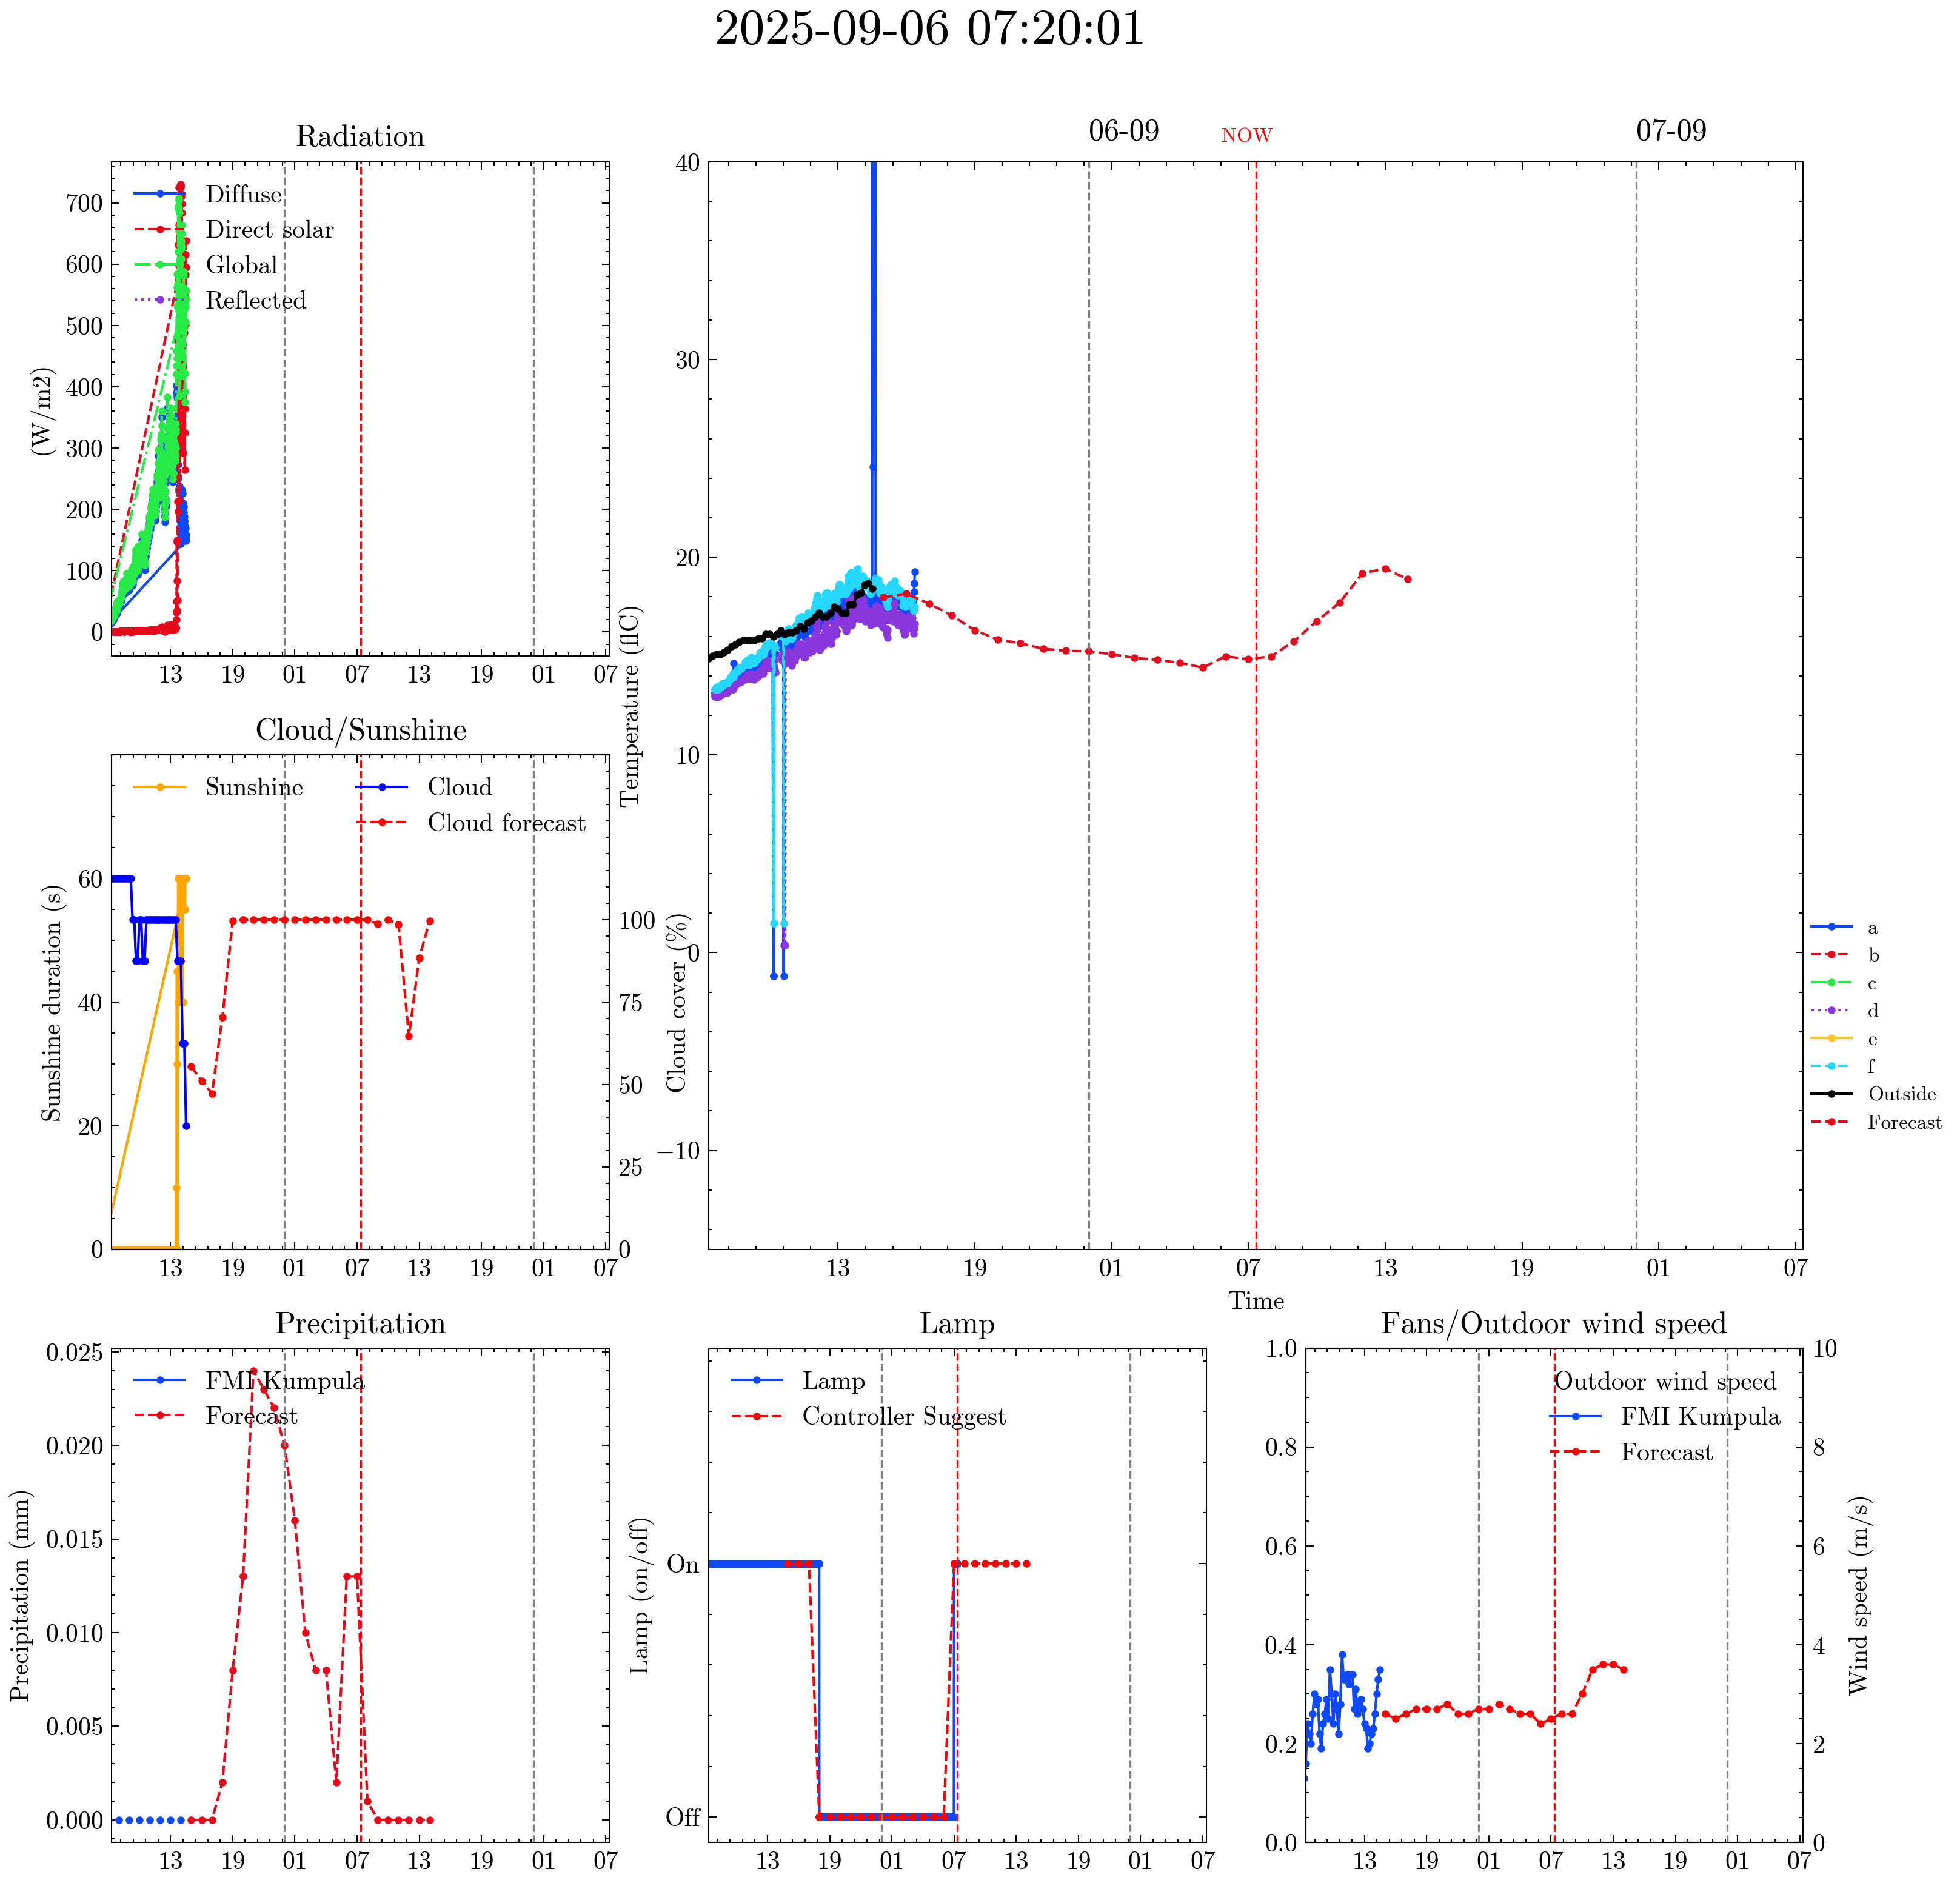 2025-09-06 07:20:01
Radiation
700
600
500
400
300
200
100
0
(W/m2)
Diffuse
Direct solar
Global
Reflected
13 19 01 07 13 19 01 07
06-09 NOW 07-09
40
30
20
10
0
−10
Temperature (flC)
13 19 01 07 13 19 01 07
Time
a
b
c
d
e
f
Outside
Forecast
Cloud/Sunshine
Sunshine
Cloud
Cloud forecast
60
40
20
0
Sunshine duration (s)
100
75
50
25
0
Cloud cover (%)
13 19 01 07 13 19 01 07
Precipitation
FMI Kumpula
Forecast
0.025
0.020
0.015
0.010
0.005
0.000
Precipitation (mm)
13 19 01 07 13 19 01 07
Lamp
Lamp
Controller Suggest
On
Off
Lamp (on/off)
13 19 01 07 13 19 01 07
Fans/Outdoor wind speed
Outdoor wind speed
FMI Kumpula
Forecast
1.0
0.8
0.6
0.4
0.2
0.0
10
8
6
4
2
0
Wind speed (m/s)
13 19 01 07 13 19 01 07